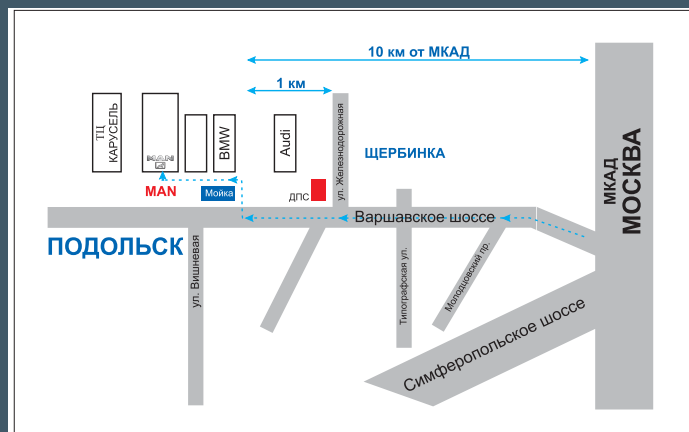 10 км от МКАД
1 км
ТЦ
КАРУСЕЛЬ
MAN
BMW
Audi
ул. Железнодорожная
ЩЕРБИНКА
МКАД
МОСКВА
MAN
Мойка
ДПС
Варшавское шоссе
ПОДОЛЬСК
ул. Вишневая
Типографская ул.
Молодцовский пр.
Симферопольское шоссе